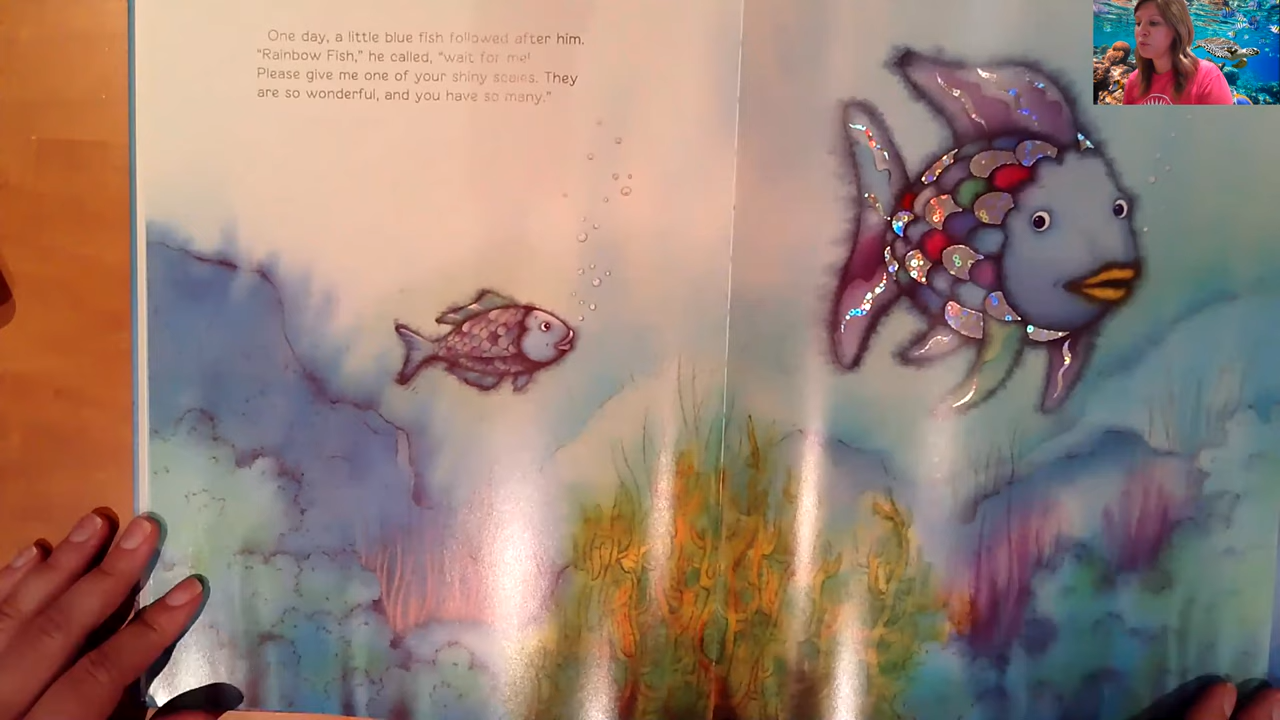 One day, a little blue fish followed after him.
“Rainbow Fish,” he called, “wait for me!
Please give me one of your shiny scales. They
are so wonderful, and you have so many.”